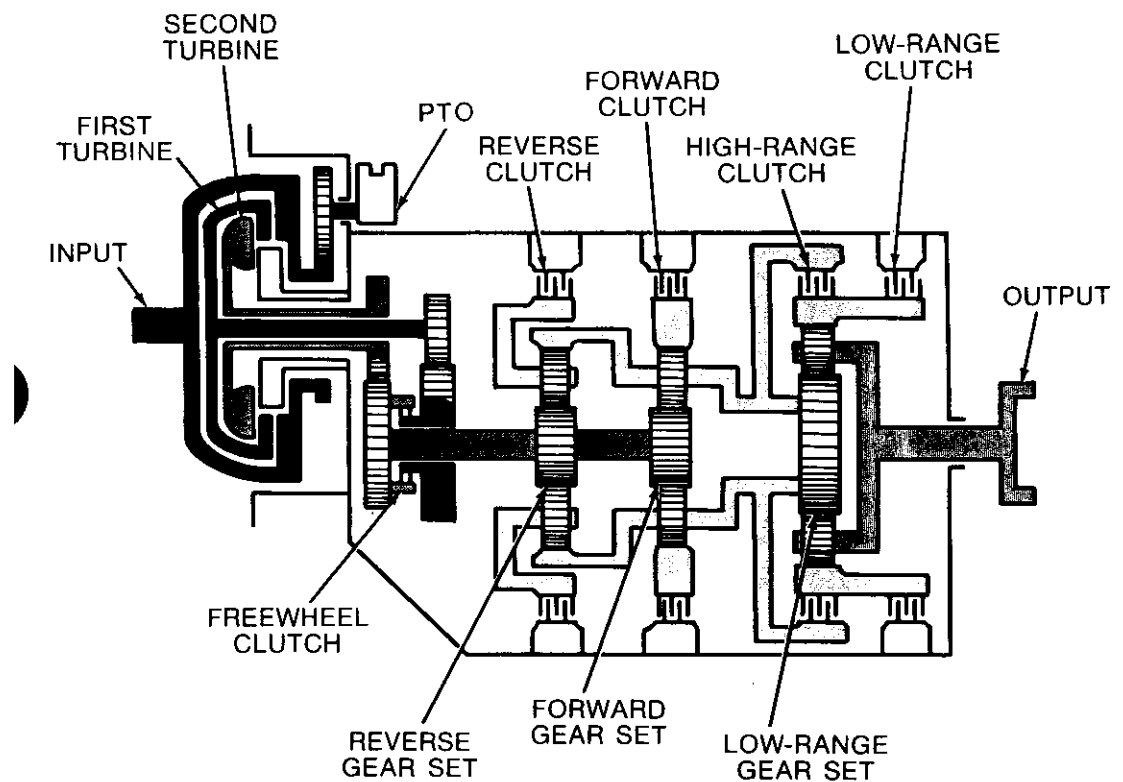 SECOND
TURBINE
LOW-RANGE
CLUTCH
FORWARD
CLUTCH
PTO
FIRST
TURBINE
REVERSE
CLUTCH
HIGH-RANGE
CLUTCH
INPUT
OUTPUT
FREEWHEEL
CLUTCH
FORWARD
GEAR SET
REVERSE
GEAR SET
LOW-RANGE
GEAR SET